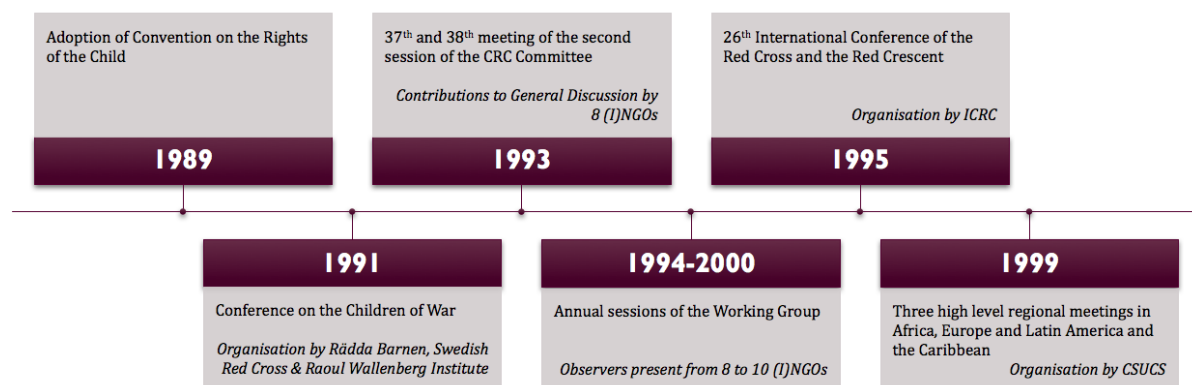 Adoption of Convention on the Rights
of the Child
1989
37th and 38th meeting of the second
session of the CRC Committee
Contributions to General Discussion by
8 (I)NGOs
1993
26th International Conference of the
Red Cross and the Red Crescent
Organisation by ICRC
1995
1991
Conference on the Children of War
Organisation by Rädda Barnen, Swedish
Red Cross & Raoul Wallenberg Institute
1994-2000
Annual sessions of the Working Group
Observers present from 8 to 10 (I)NGOs
1999
Three high level regional meetings in
Africa, Europe and Latin America and
the Caribbean
Organisation by CSUCS